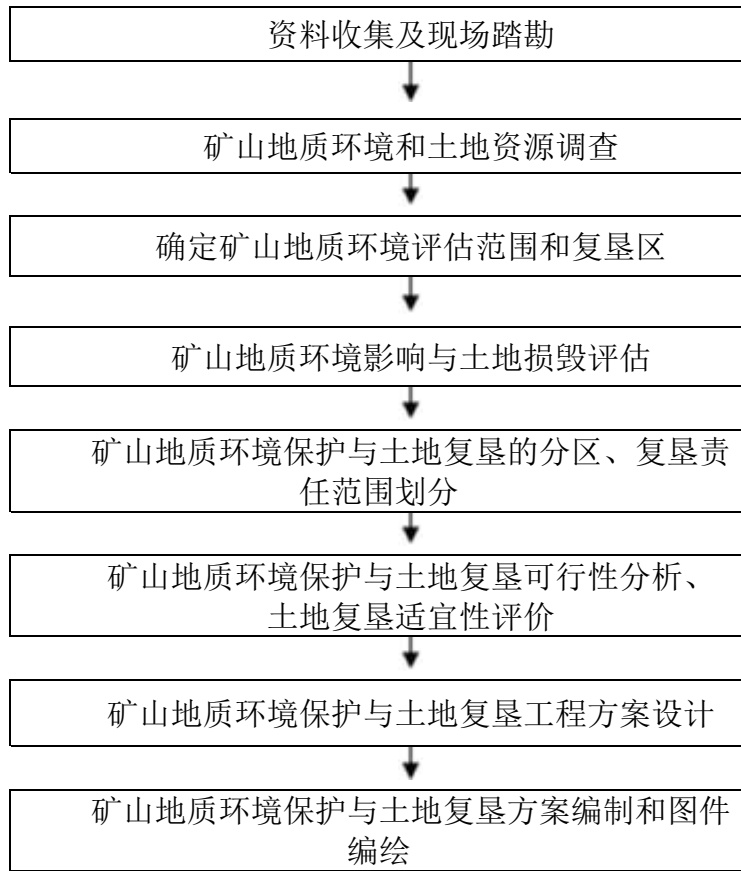 资料收集及现场踏勘
矿山地质环境和土地资源调查
确定矿山地质环境评估范围和复垦区
矿山地质环境影响与土地损毁评估
矿山地质环境保护与土地复垦的分区、复垦责
任范围划分
矿山地质环境保护与土地复垦可行性分析、
土地复垦适宜性评价
矿山地质环境保护与土地复垦工程方案设计
矿山地质环境保护与土地复垦方案编制和图件
编绘